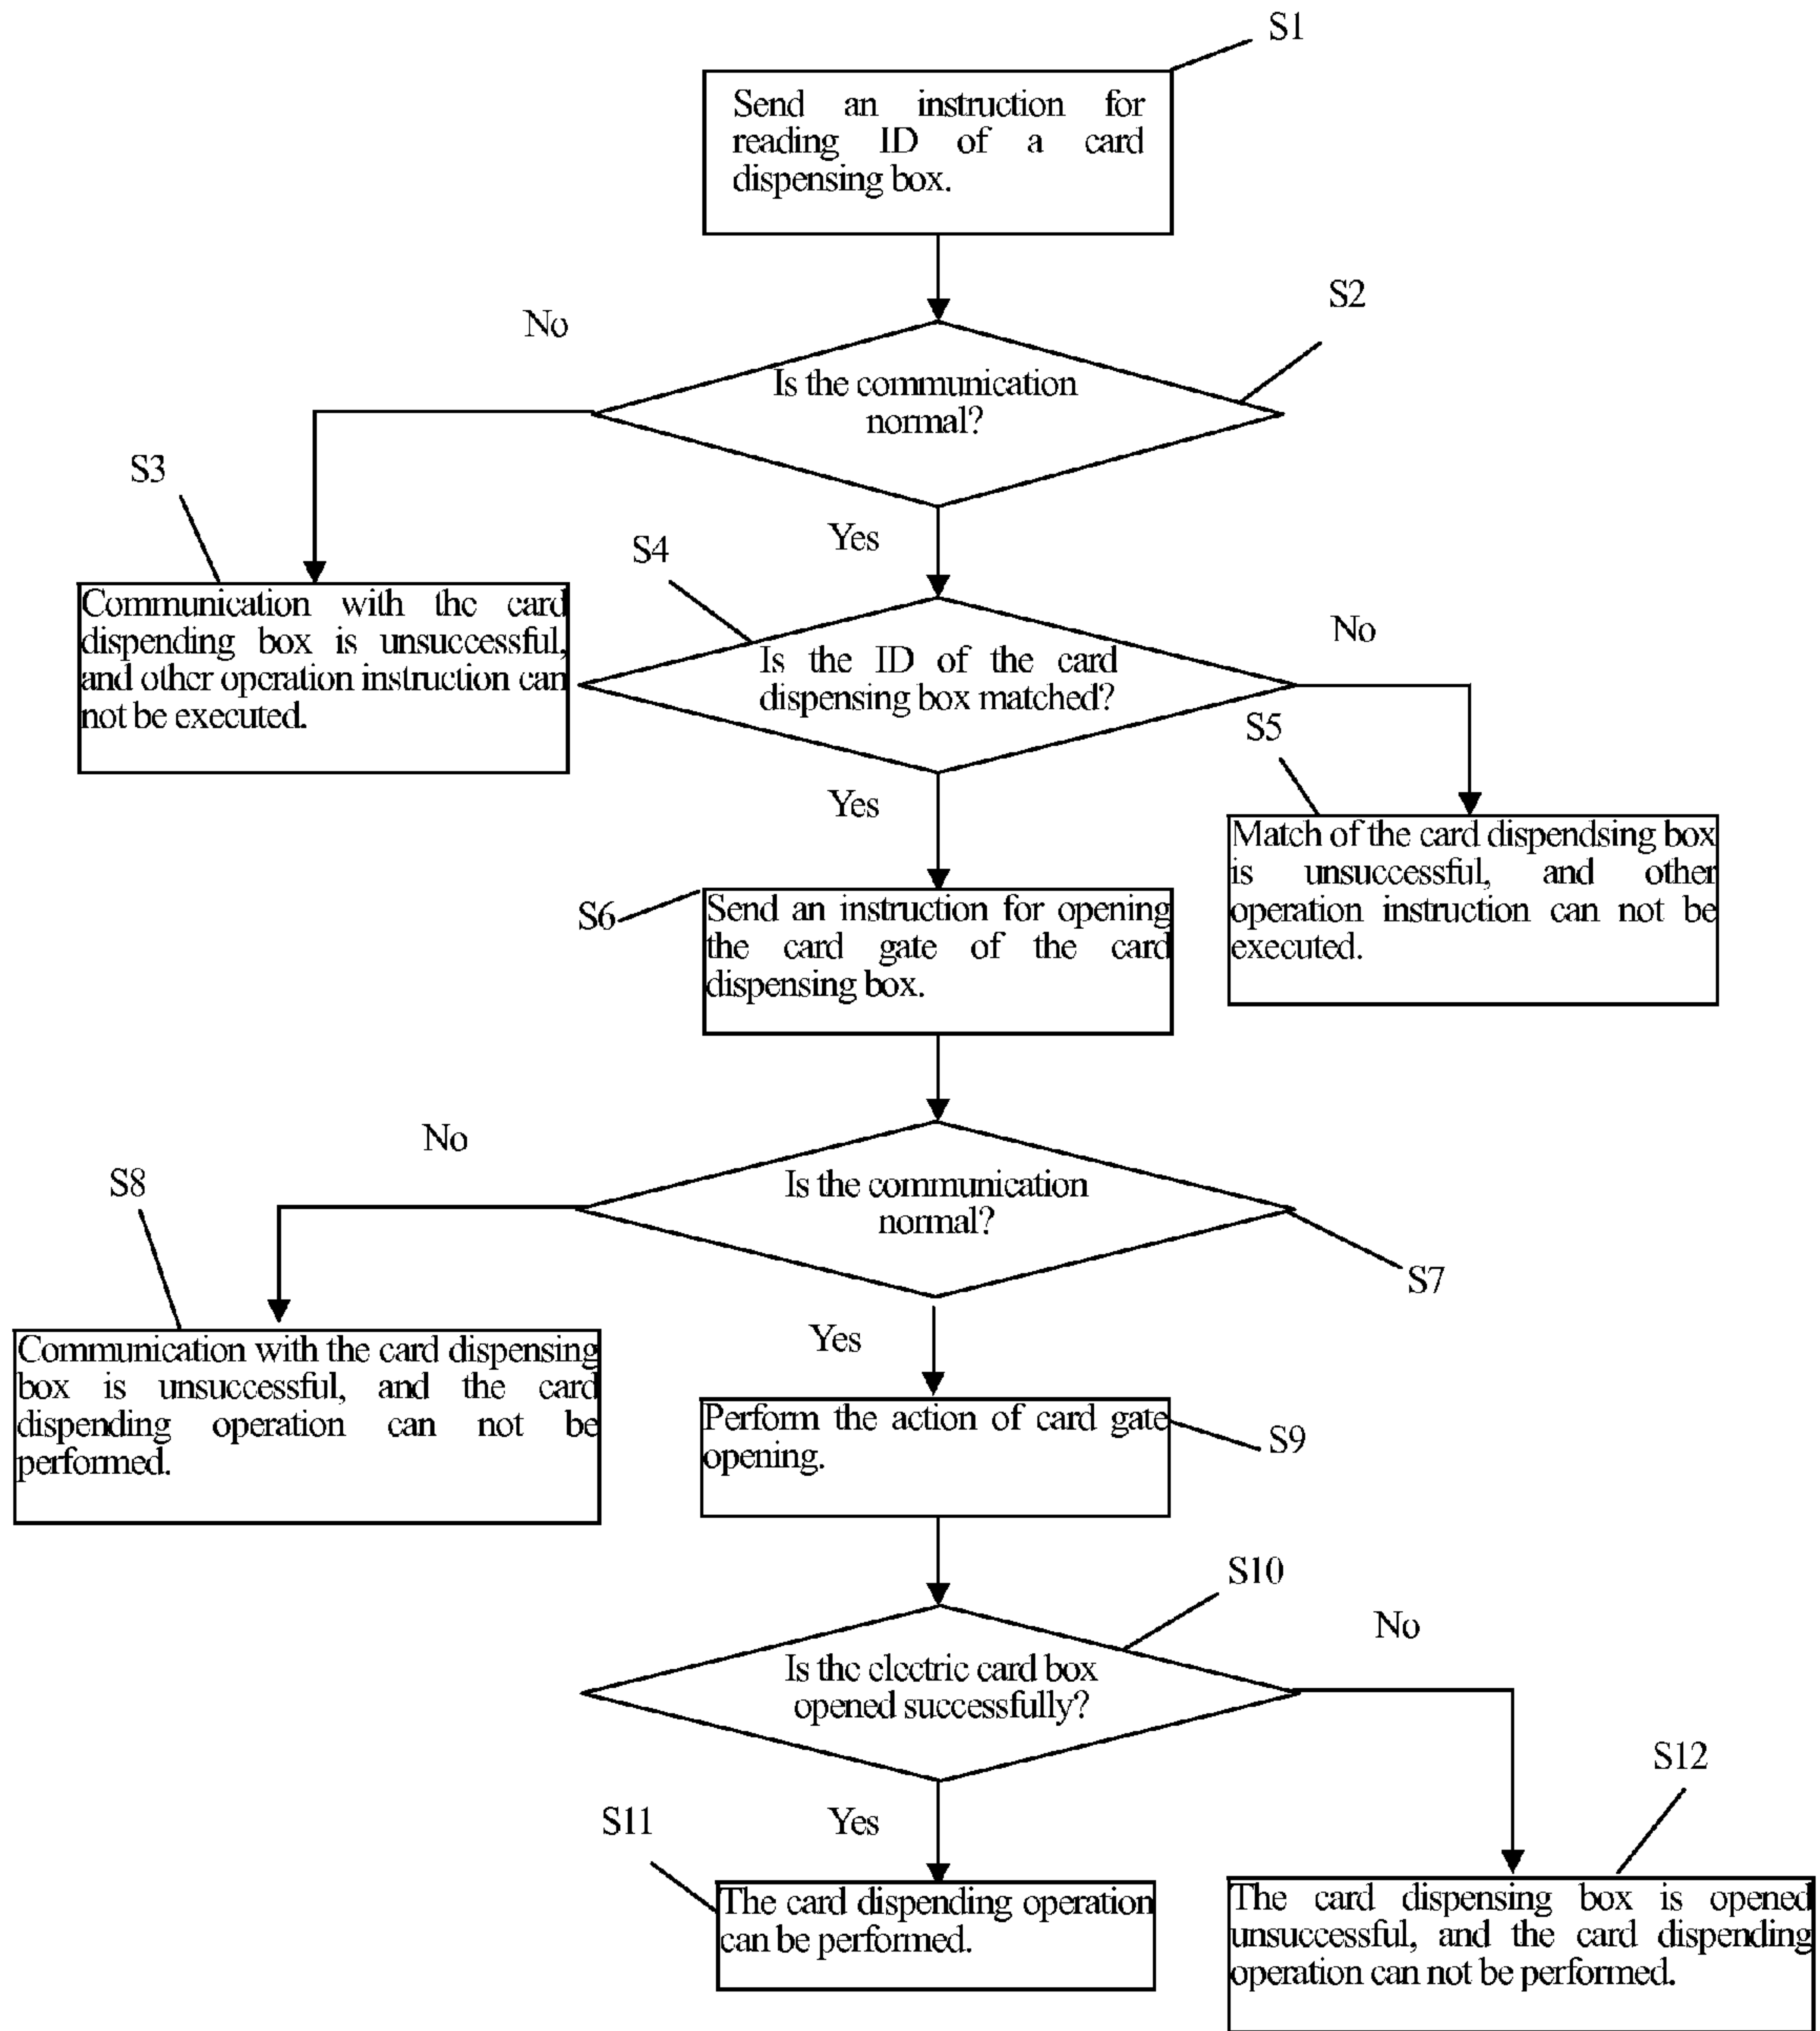 S1
Send an instruction for
reading ID of a card
dispensing box.
S2
No
Is the communication
normal?
S3
Yes
S4
Communication with the card
dispending box is unsuccessful,
and other operation instruction can
not be executed.
No
Is the ID of the card
dispensing box matched?
S5
Yes
Match of the card dispendsing box
is unsuccessful, and other
operation instruction can not be
executed.
S6
Send an instruction for opening
the card gate of the card
dispensing box.
No
S8
Is the communication
normal?
S7
Yes
Communication with the card dispensing
box is unsuccessful, and the card
dispending operation can not be
performed.
Perform the action of card gate
opening.
S9
S10
No
Is the electric card box
opened successfully?
S12
S11
Yes
The card dispending operation
can be performed.
The card dispensing box is opened
unsuccessful, and the card dispending
operation can not be performed.